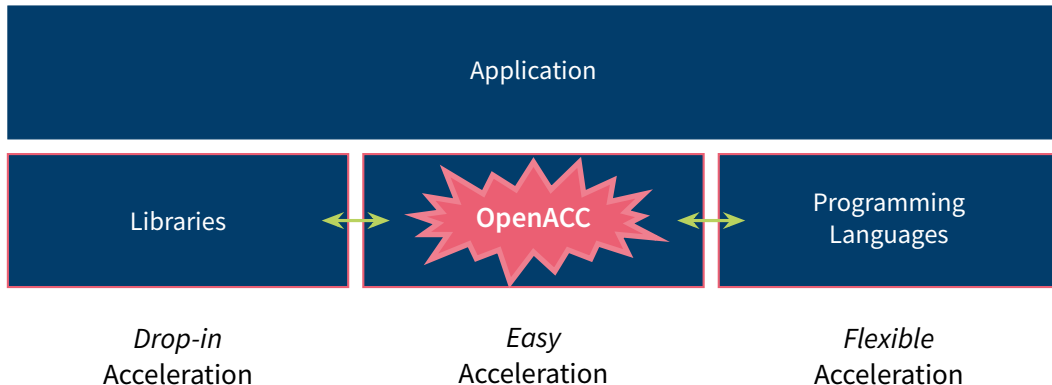 Application
Libraries
OpenACC
Programming
Languages
Drop-in
Acceleration
Easy
Acceleration
Flexible
Acceleration